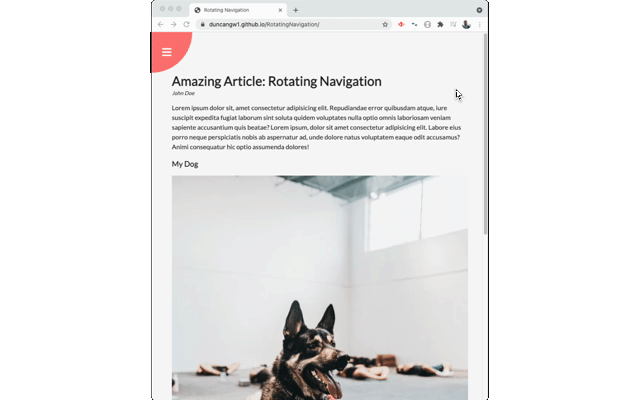 Rotating Navigation
duncangw1.github.io/RotatingNavigation/
Amazing Article: Rotating Navigation
John Doe
Lorem ipsum dolor sit, amet consectetur adipisicing elit. Repudiandae error quibusdam atque, iure
suscipit expedita fugiat laborum sint soluta quidem voluptates nulla optio omnis laboriosam veniam
sapiente accusantium quis beatae? Lorem ipsum, dolor sit amet consectetur adipisicing elit. Labore eius
porro neque perspiciatis nobis ab aspernatur ad, unde dolore natus voluptatem eaque odit accusamus?
Animi consequatur hic optio assumenda dolores!
My Dog